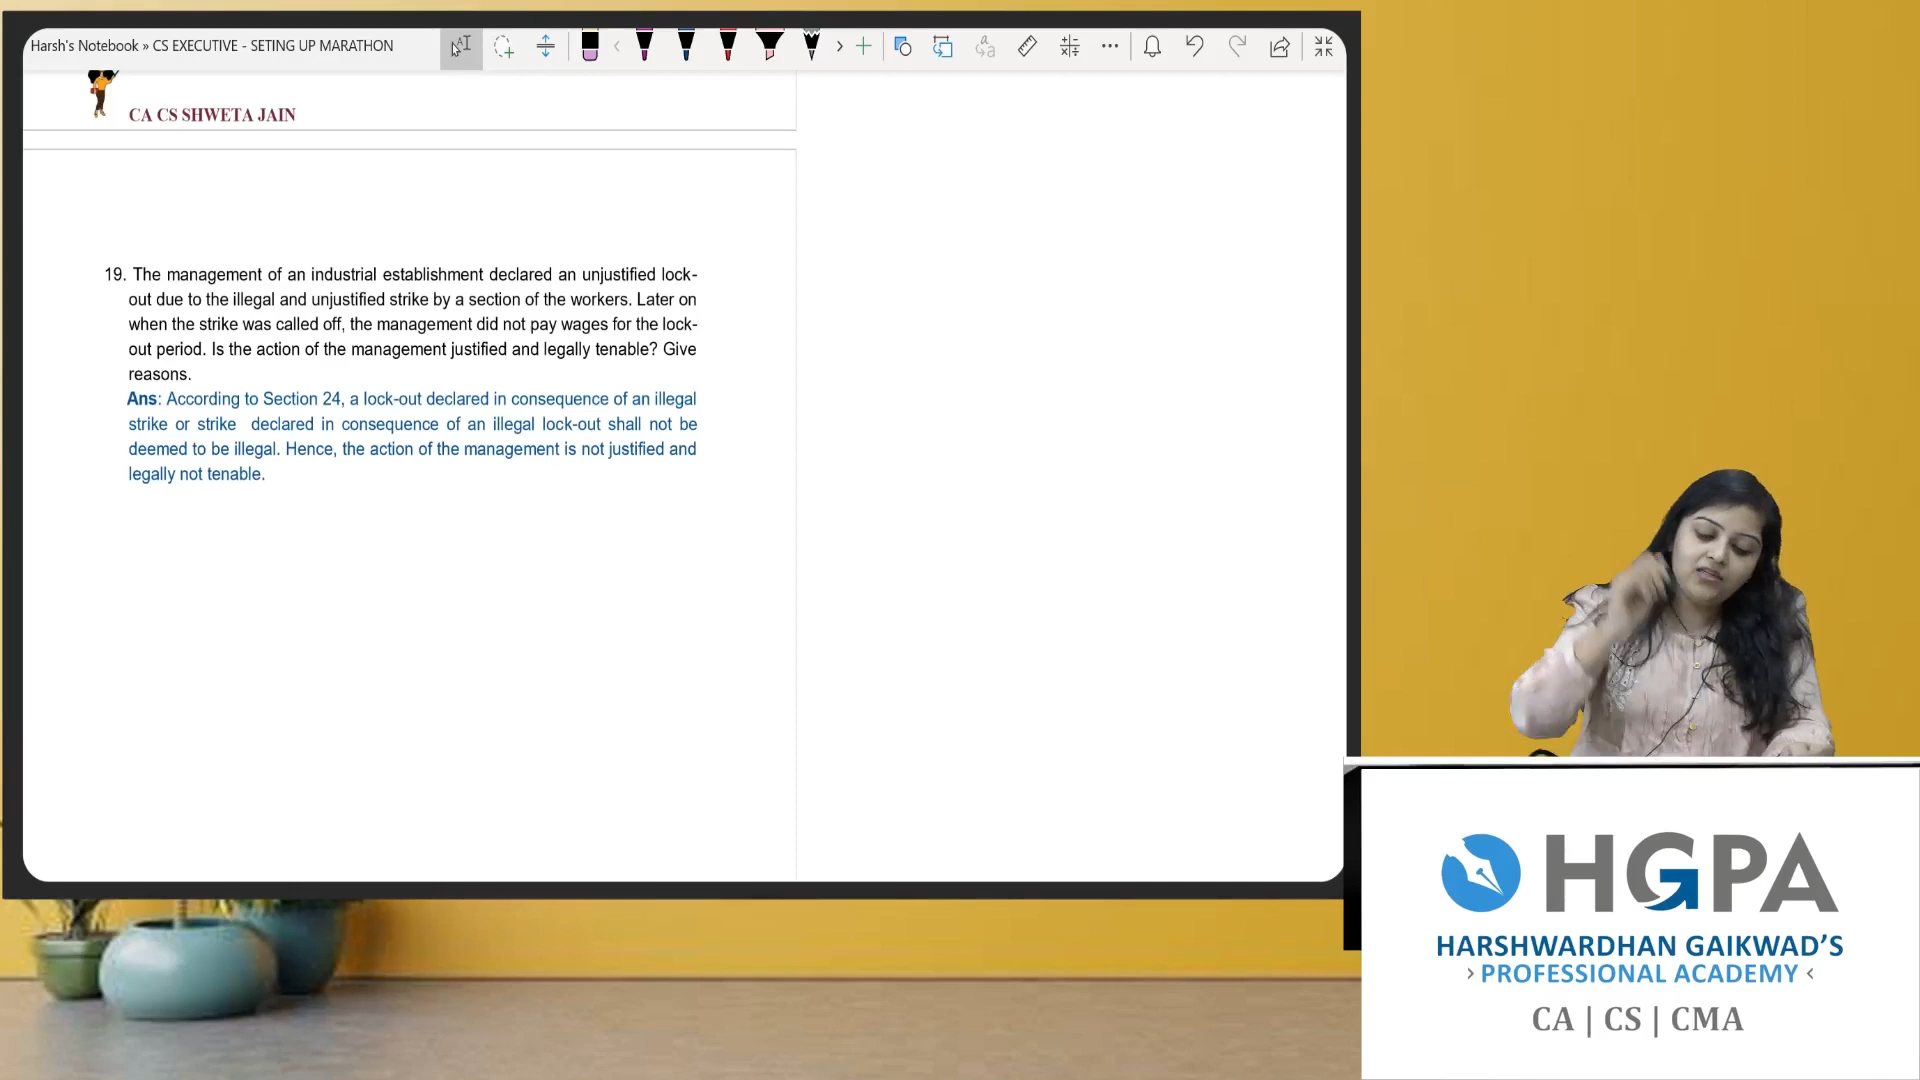 Harsh's Notebook » CS EXECUTIVE - SETING UP MARATHON
CA CS SHWETA JAIN
19. The management of an industrial establishment declared an unjustified lock-
out due to the illegal and unjustified strike by a section of the workers. Later on
when the strike was called off, the management did not pay wages for the lock-
out period. Is the action of the management justified and legally tenable? Give
reasons.
Ans: According to Section 24, a lock-out declared in consequence of an illegal
strike or strike declared in consequence of an illegal lock-out shall not be
deemed to be illegal. Hence, the action of the management is not justified and
legally not tenable.
HGPA
HARSHWARDHAN GAIKWAD'S
› PROFESSIONAL ACADEMY ‹
CA | CS | CMA